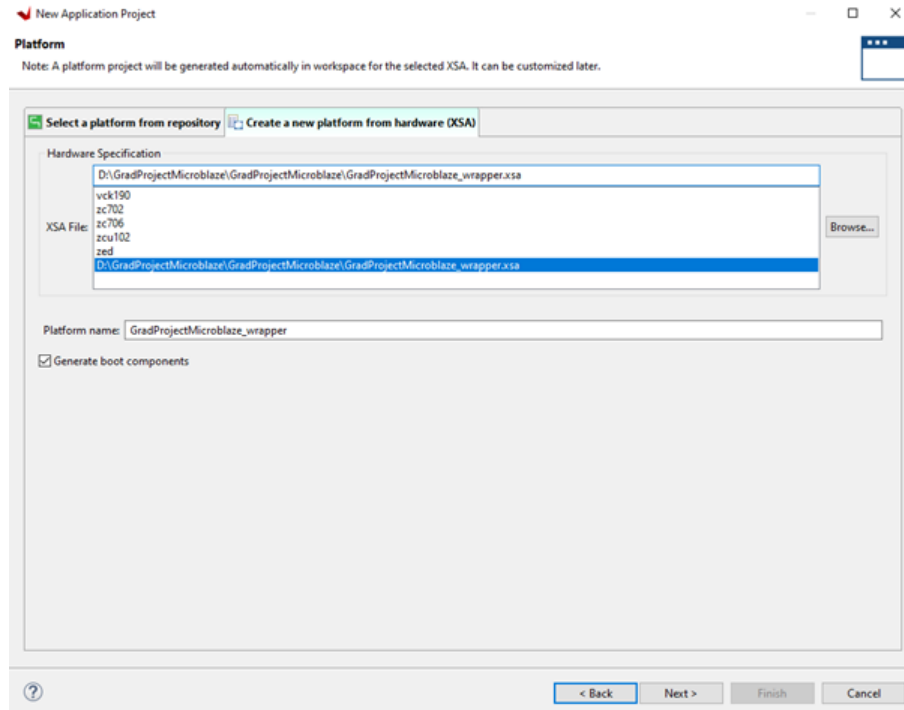 New Application Project
Platform
Note: A platform project will be generated automatically in workspace for the selected XSA. It can be customized later.
Select a platform from repository Create a new platform from hardware (XSA)
Hardware Specification
D:\GradProjectMicroblaze\GradProjectMicroblaze\GradProjectMicroblaze_wrapper.xsa
vck190
zc702
XSA File: zc706 Browse...
zcu102
zed
D:\GradProjectMicroblaze\GradProjectMicroblaze\GradProjectMicroblaze_wrapper.xsa
Platform name: GradProjectMicroblaze_wrapper
Generate boot components
? < Back Next > Finish Cancel